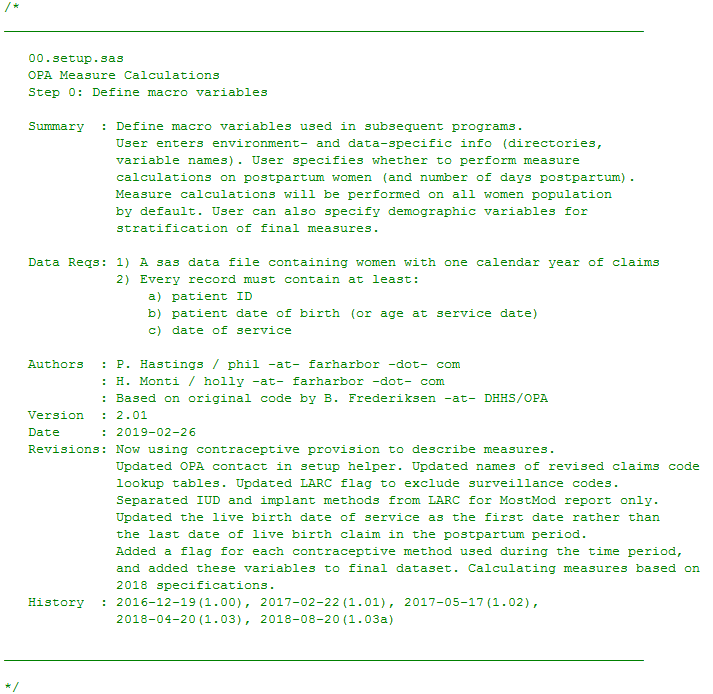 /*
00.setup.sas
OPA Measure Calculations
Step 0: Define macro variables
Summary  : Define macro variables used in subsequent programs.
User enters environment- and data-specific info (directories,
variable names). User specifies whether to perform measure
calculations on postpartum women (and number of days postpartum).
Measure calculations will be performed on all women population
by default. User can also specify demographic variables for
stratification of final measures.
Data Reqs: 1) A sas data file containing women with one calendar year of claims
2) Every record must contain at least:
a) patient ID
b) patient date of birth (or age at service date)
c) date of service
Authors  : P. Hastings / phil -at- farharbor -dot- com
: H. Monti / holly -at- farharbor -dot- com
: Based on original code by B. Frederiksen -at- DHHS/OPA
Version  : 2.01
Date     : 2019-02-26
Revisions: Now using contraceptive provision to describe measures.
Updated OPA contact in setup helper. Updated names of revised claims code
lookup tables. Updated LARC flag to exclude surveillance codes.
Separated IUD and implant methods from LARC for MostMod report only.
Updated the live birth date of service as the first date rather than
the last date of live birth claim in the postpartum period.
Added a flag for each contraceptive method used during the time period,
and added these variables to final dataset. Calculating measures based on
2018 specifications.
History  : 2016-12-19(1.00), 2017-02-22(1.01), 2017-05-17(1.02),
2018-04-20(1.03), 2018-08-20(1.03a)
*/